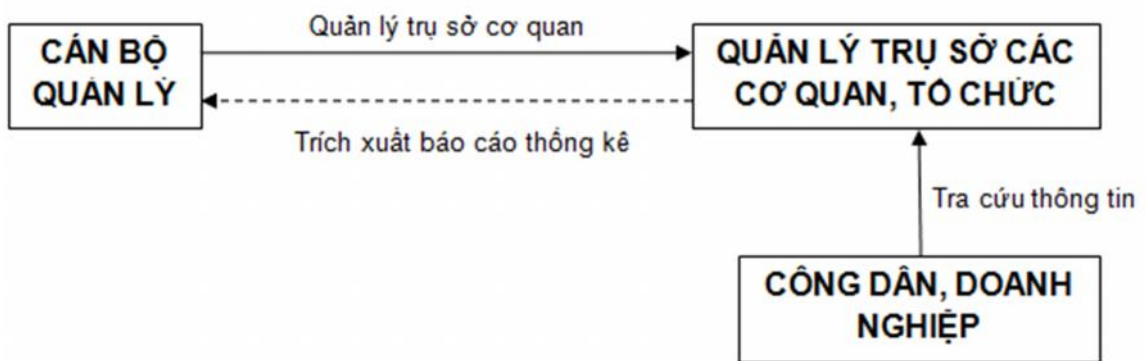 Quản lý trụ sở cơ quan
CÁN BỘ
QUẢN LÝ
QUẢN LÝ TRỤ SỞ CÁC
CƠ QUAN, TỔ CHỨC
Trích xuất báo cáo thống kê
Tra cứu thông tin
CÔNG DÂN, DOANH
NGHIỆP